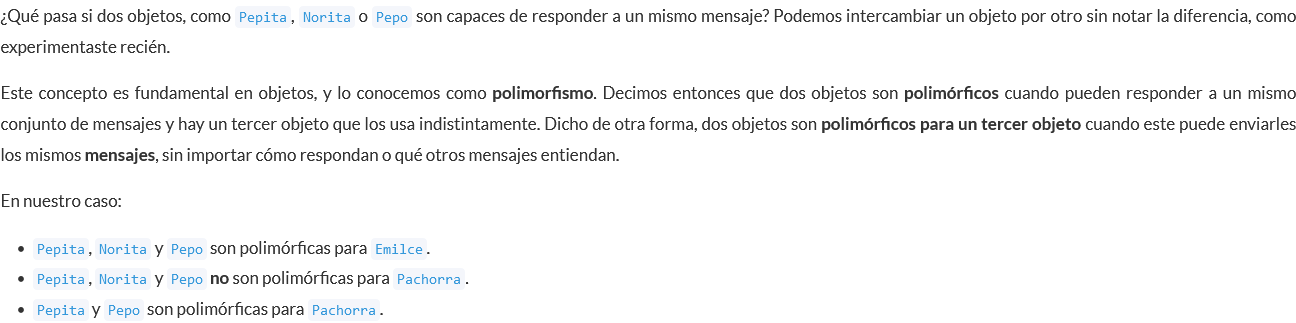 ¿Qué pasa si dos objetos, como Pepita, Norita o Pepo son capaces de responder a un mismo mensaje? Podemos intercambiar un objeto por otro sin notar la diferencia, como
experimentaste recién.
Este concepto es fundamental en objetos, y lo conocemos como polimorfismo. Decimos entonces que dos objetos son polimórficos cuando pueden responder a un mismo
conjunto de mensajes y hay un tercer objeto que los usa indistintamente. Dicho de otra forma, dos objetos son polimórficos para un tercer objeto cuando este puede enviarles
los mismos mensajes, sin importar cómo respondan o qué otros mensajes entiendan.
En nuestro caso:
• Pepita, Norita y Pepo son polimórficas para Emilce.
• Pepita, Norita y Pepo no son polimórficas para Pachorra.
• Pepita y Pepo son polimórficas para Pachorra.